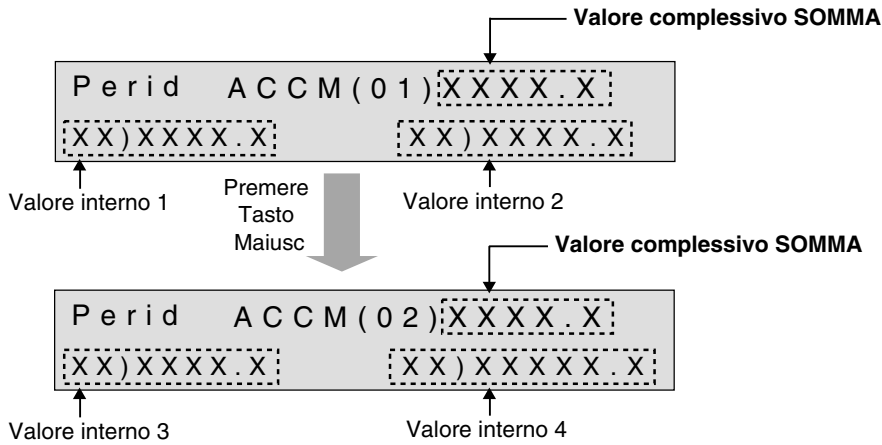 Valore complessivo SOMMA
Perid ACCM(01)XXXX.X
XX)XXXX.X XX)XXXX.X
Valore interno 1 Valore interno 2
Premere
Tasto
Maiusc
Valore complessivo SOMMA
Perid ACCM(02)XXXX.X
XX)XXXX.X XX)XXXXX.X
Valore interno 3 Valore interno 4